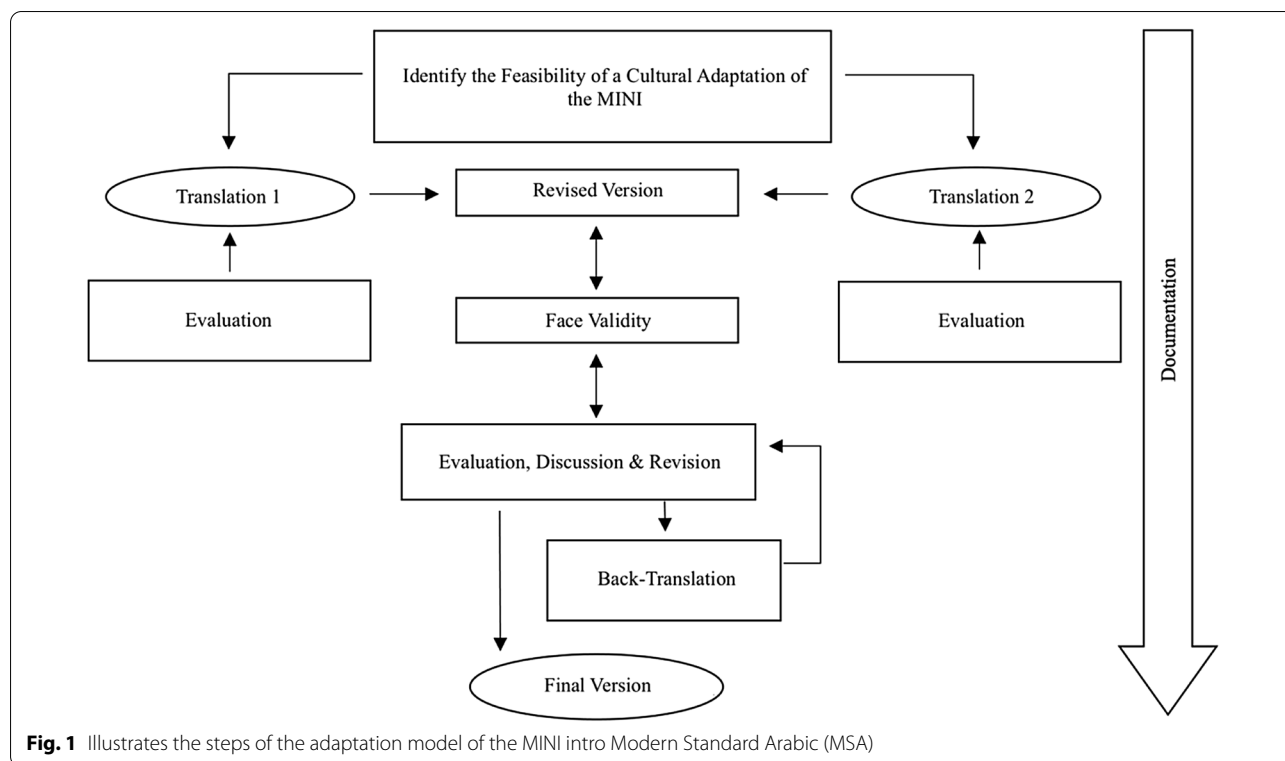 Identify the Feasibility of a Cultural Adaptation of
the MINI
Translation 1
Revised Version
Translation 2
Evaluation
Face Validity
Evaluation
Documentation
Evaluation, Discussion & Revision
Back-Translation
Final Version
Fig. 1 Illustrates the steps of the adaptation model of the MINI intro Modern Standard Arabic (MSA)